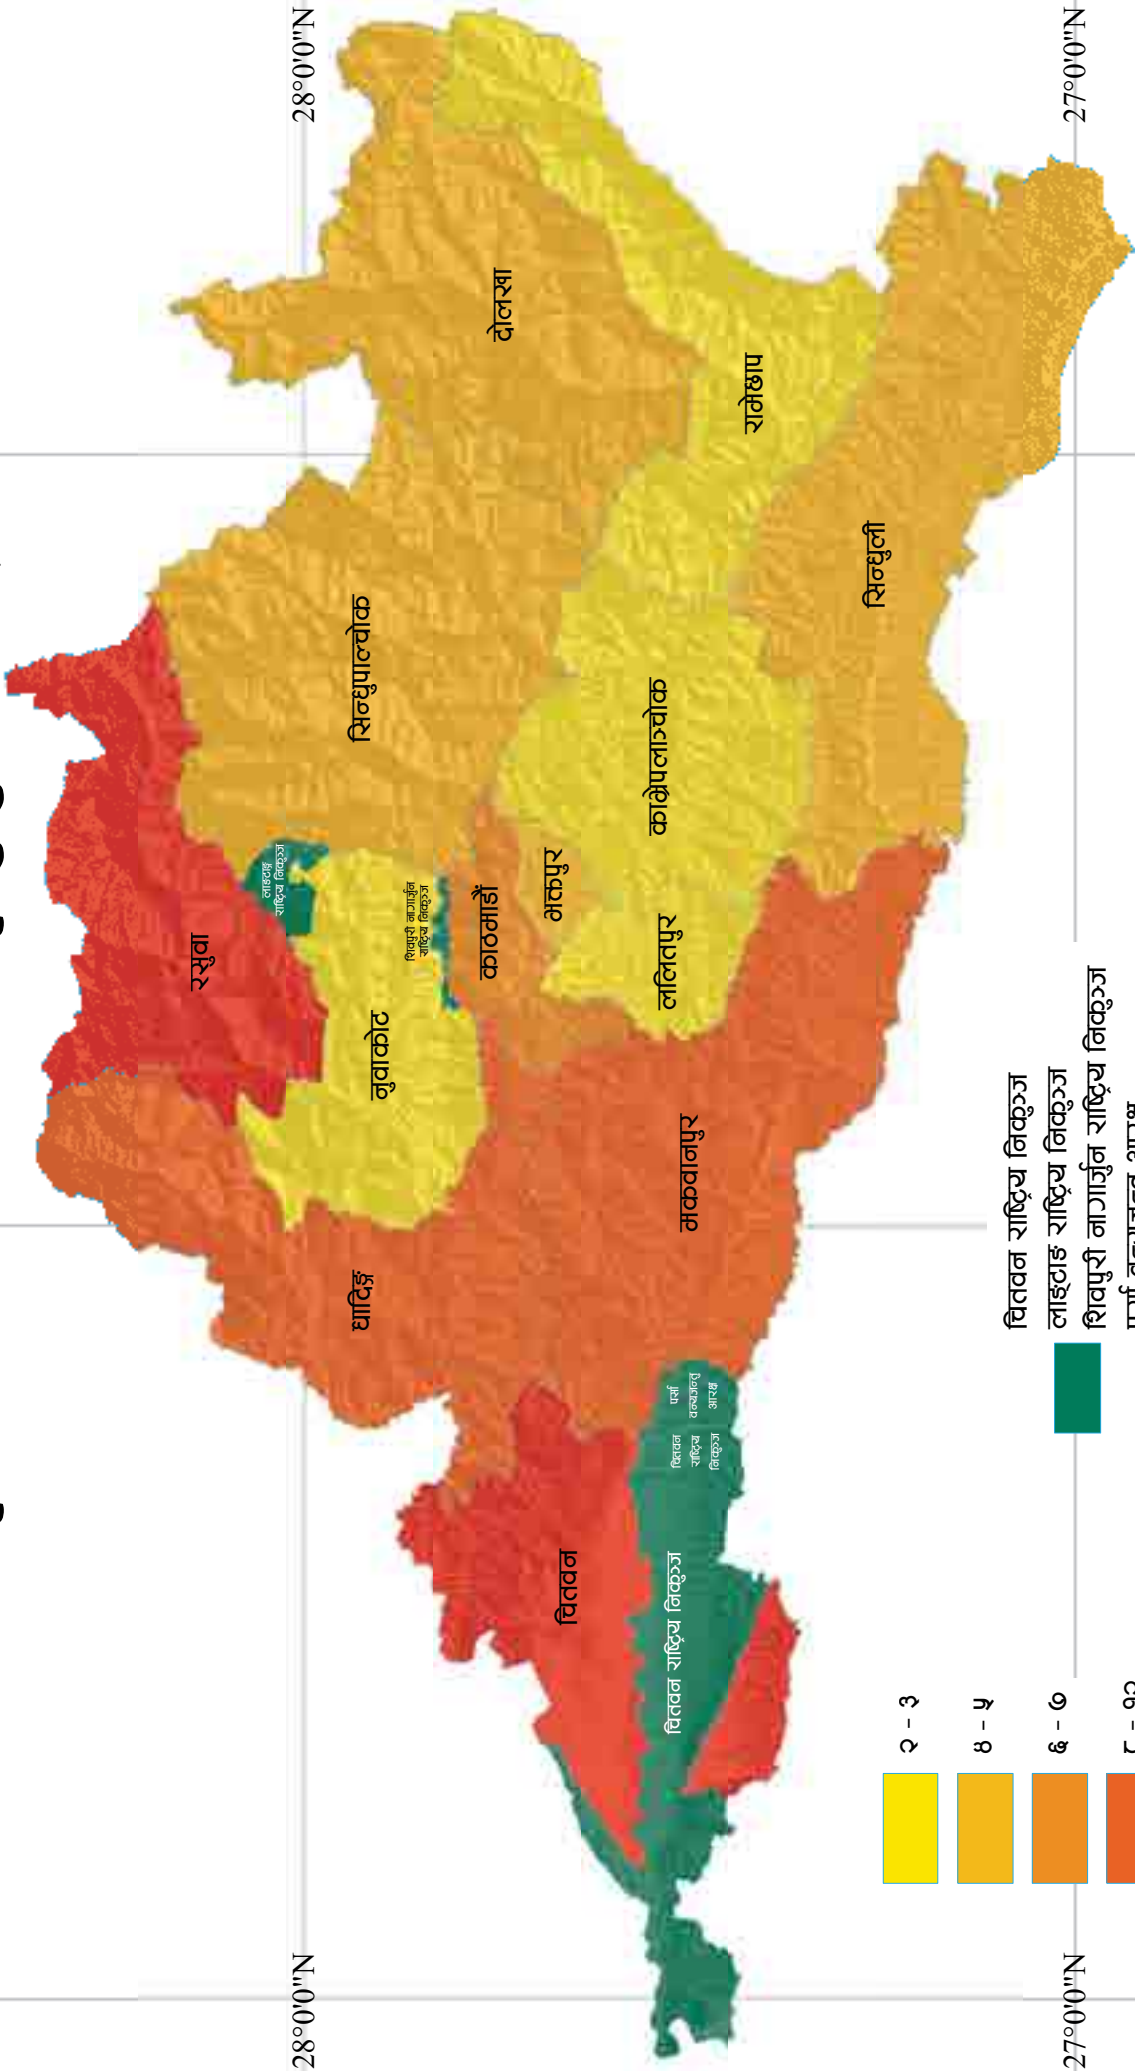 28°0'0"N
28°0'0"N
27°0'0"N
27°0'0"N
रसुवा
लाङटाङ
राष्ट्रिय निकुञ्ज
धादिङ
नुवाकोट
सिन्धुपाल्चोक
शिवपुरी नागार्जुन
राष्ट्रिय निकुञ्ज
काठमाडौं
दोलखा
भक्तपुर
चितवन
ललितपुर
काभ्रेपलाञ्चोक
मकवानपुर
रामेछाप
सिन्धुली
चितवन राष्ट्रिय निकुञ्ज
चितवन
राष्ट्रिय
निकुञ्ज
पर्सा
वन्यजन्तु
आरक्ष
२ - ३
४ - ५
६ - ७
चितवन राष्ट्रिय निकुञ्ज
लाङटाङ राष्ट्रिय निकुञ्ज
शिवपुरी नागार्जुन राष्ट्रिय निकुञ्ज